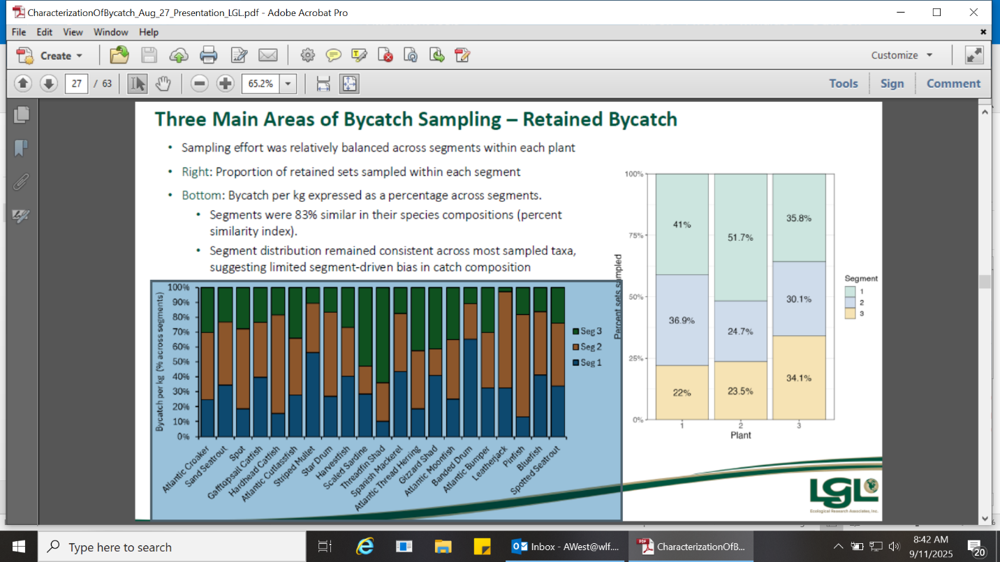 CharacterizationOfBycatch_Aug_27_Presentation_LGL.pdf - Adobe Acrobat Pro
File Edit View Window Help
Create
Customize
27 / 63
65.2%
Tools Sign Comment
Three Main Areas of Bycatch Sampling – Retained Bycatch
• Sampling effort was relatively balanced across segments within each plant
• Right: Proportion of retained sets sampled within each segment
• Bottom: Bycatch per kg expressed as a percentage across segments.
• Segments were 83% similar in their species compositions (percent
similarity index).
• Segment distribution remained consistent across most sampled taxa,
suggesting limited segment-driven bias in catch composition
Bycatch per kg (% across segments)
100%
90%
80%
70%
60%
50%
40%
30%
20%
10%
0%
Atlantic Croaker
Sand Seatrout
Spot
Gafftopsail Catfish
Hardhead Catfish
Atlantic Cutlassfish
Striped Mullet
Star Drum
Harvestfish
Scaled Sardine
Threadfin Shad
Spanish Mackerel
Atlantic Thread Herring
Gizzard Shad
Atlantic Moonfish
Banded Drum
Atlantic Bumper
Leatherjack
Pinfish
Bluefish
Spotted Seatrout
Seg 3
Seg 2
Seg 1
Percent sets sampled
100%
75%
50%
25%
0%
41%
36.9%
22%
51.7%
24.7%
23.5%
35.8%
30.1%
34.1%
1 2 3
Plant
Segment
1
2
3
LGL
Ecological Research Associates, Inc.
Type here to search
Inbox - AWest@wlf....
CharacterizationOfB...
8:42 AM
9/11/2025
20